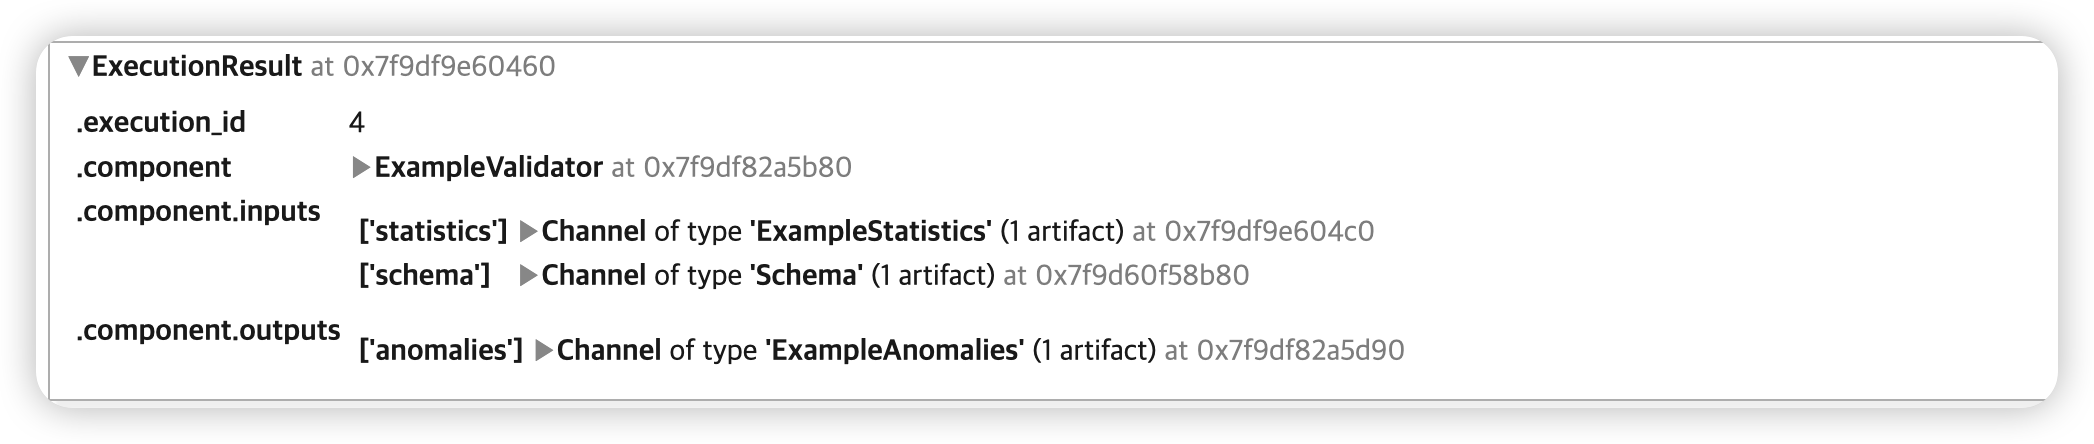 ▼ExecutionResult at 0x7f9df9e60460
.execution_id 4
.component ▶ExampleValidator at 0x7f9df82a5b80
.component.inputs
['statistics'] ▶Channel of type 'ExampleStatistics' (1 artifact) at 0x7f9df9e604c0
['schema'] ▶Channel of type 'Schema' (1 artifact) at 0x7f9d60f58b80
.component.outputs
['anomalies'] ▶Channel of type 'ExampleAnomalies' (1 artifact) at 0x7f9df82a5d90